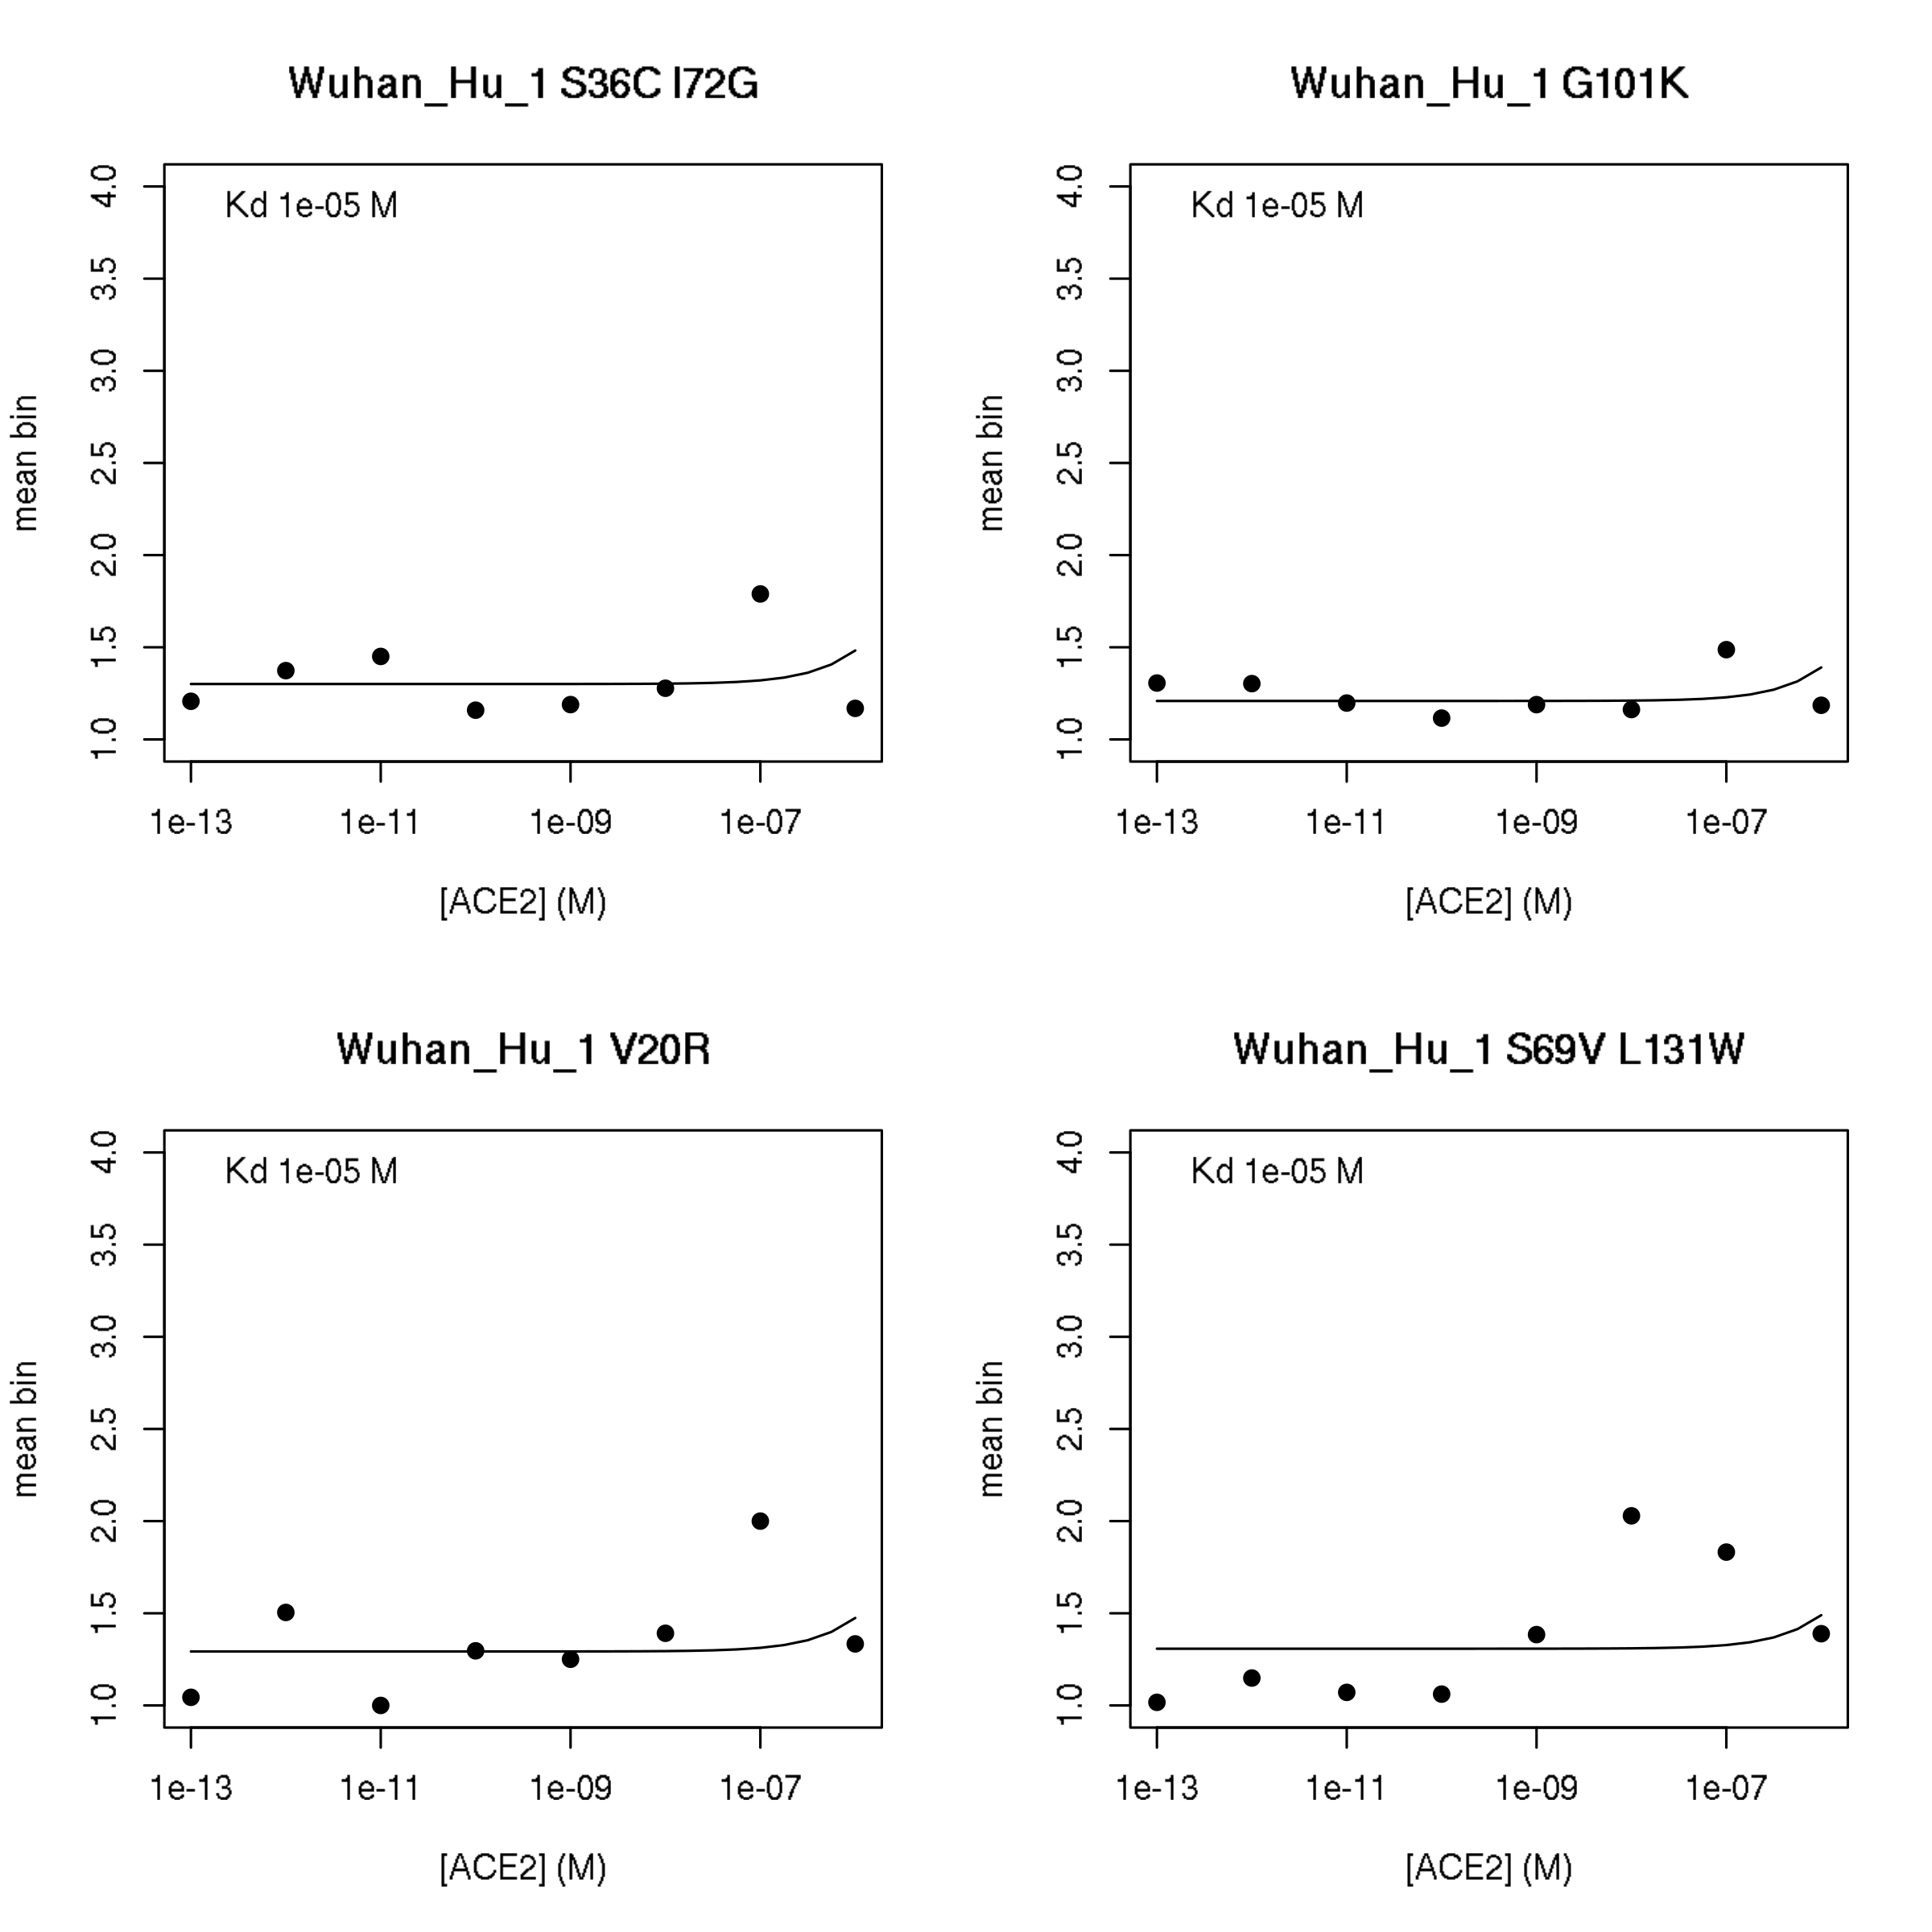 Wuhan_Hu_1 S36C I72G
Kd 1e-05 M
4.0
3.5
3.0
2.5
2.0
1.5
1.0
mean bin
1e-13 1e-11 1e-09 1e-07
[ACE2] (M)
Wuhan_Hu_1 G101K
Kd 1e-05 M
4.0
3.5
3.0
2.5
2.0
1.5
1.0
mean bin
1e-13 1e-11 1e-09 1e-07
[ACE2] (M)
Wuhan_Hu_1 V20R
Kd 1e-05 M
4.0
3.5
3.0
2.5
2.0
1.5
1.0
mean bin
1e-13 1e-11 1e-09 1e-07
[ACE2] (M)
Wuhan_Hu_1 S69V L131W
Kd 1e-05 M
4.0
3.5
3.0
2.5
2.0
1.5
1.0
mean bin
1e-13 1e-11 1e-09 1e-07
[ACE2] (M)